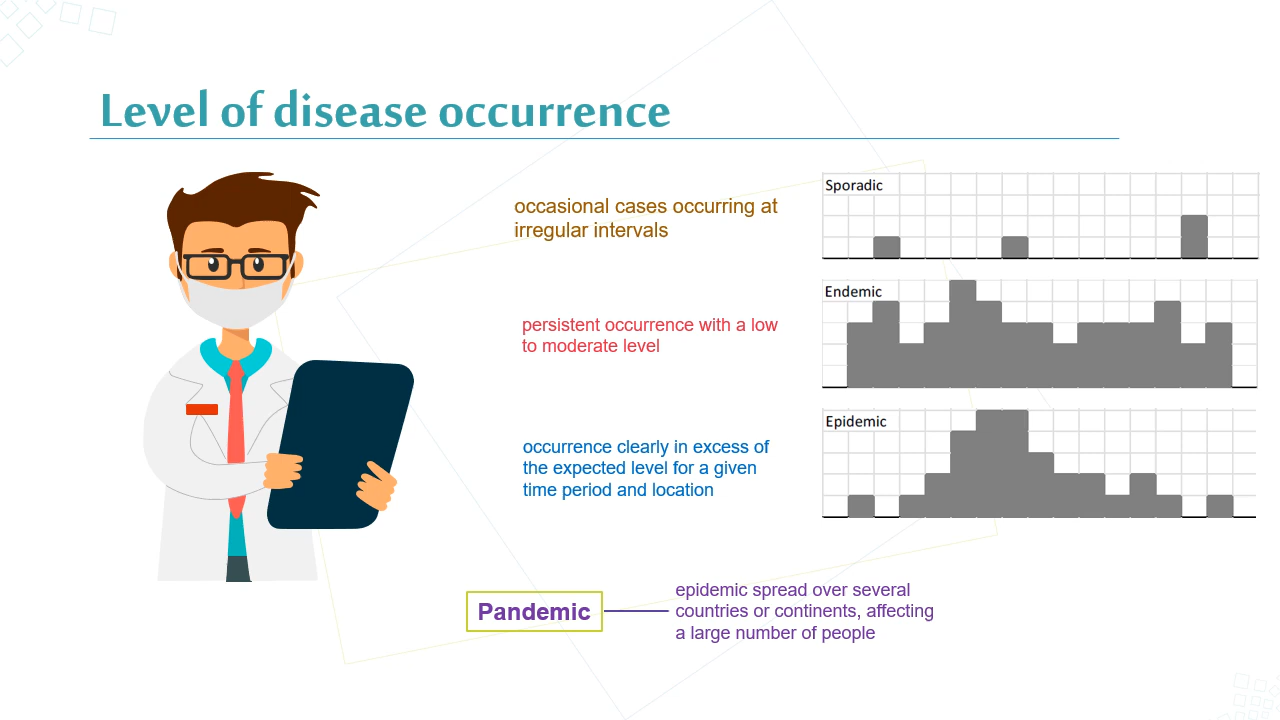 Level of disease occurrence
occasional cases occurring at
irregular intervals
Sporadic
persistent occurrence with a low
to moderate level
Endemic
occurrence clearly in excess of
the expected level for a given
time period and location
Epidemic
Pandemic
epidemic spread over several
countries or continents, affecting
a large number of people